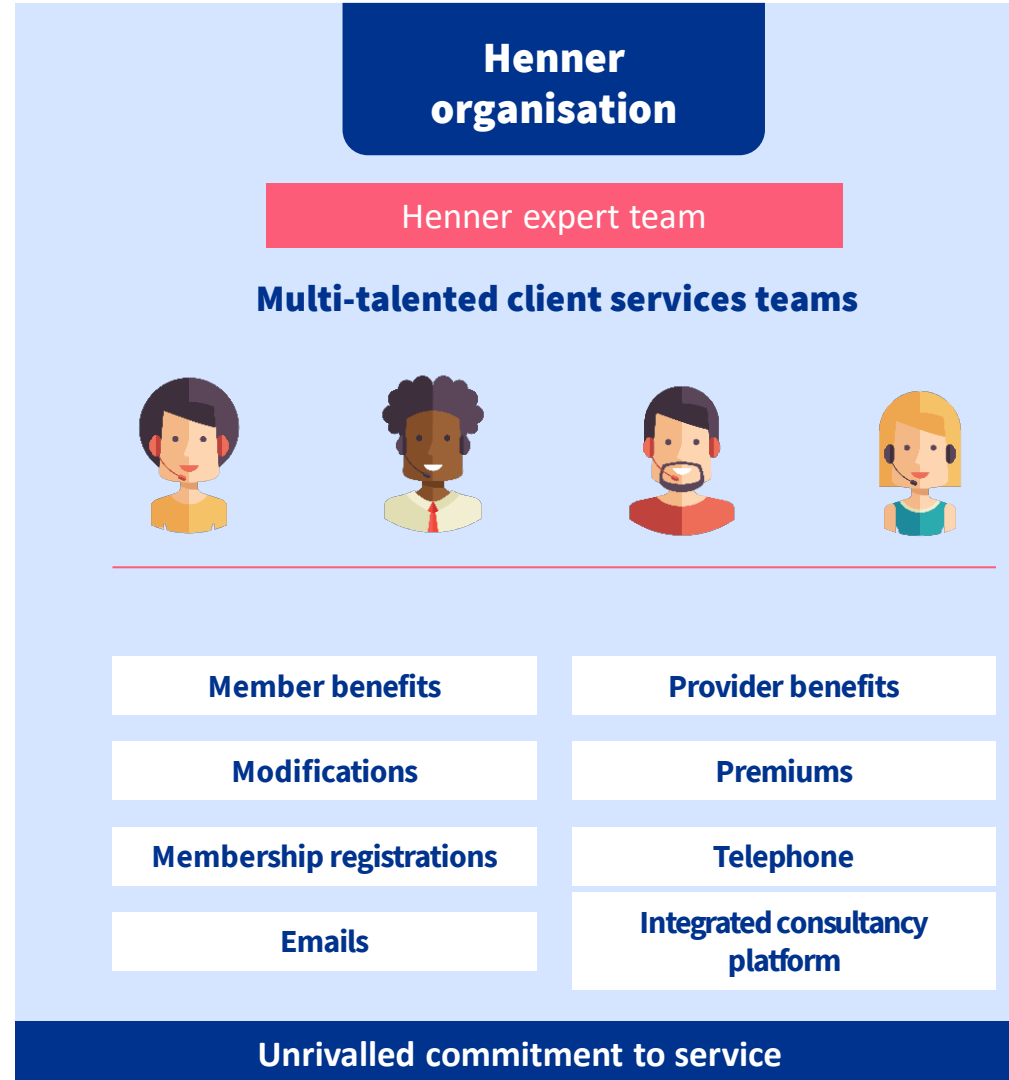 Henner
organisation
Henner expert team
Multi-talented client services teams
Member benefits
Provider benefits
Modifications
Premiums
Membership registrations
Telephone
Emails
Integrated consultancy
platform
Unrivalled commitment to service